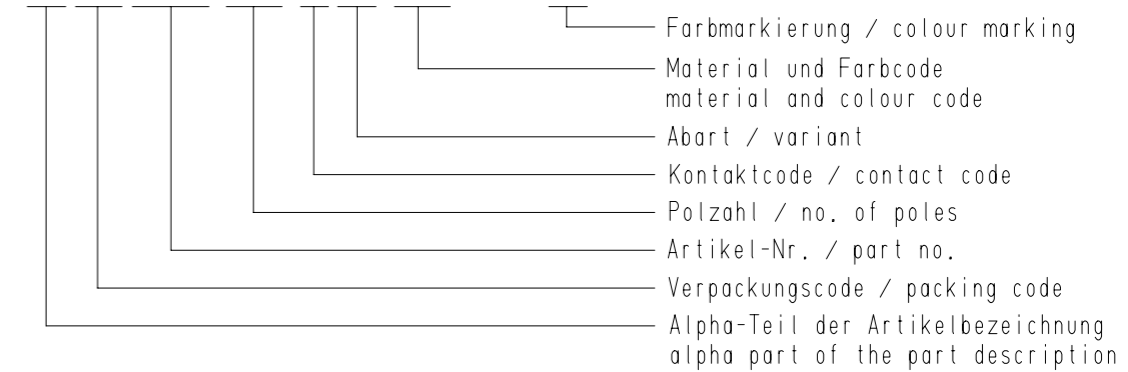 Farbmarkierung / colour marking
Material und Farbcode
material and colour code
Abart / variant
Kontaktcode / contact code
Polzahl / no. of poles
Artikel-Nr. / part no.
Verpackungscode / packing code
Alpha-Teil der Artikelbezeichnung
alpha part of the part description